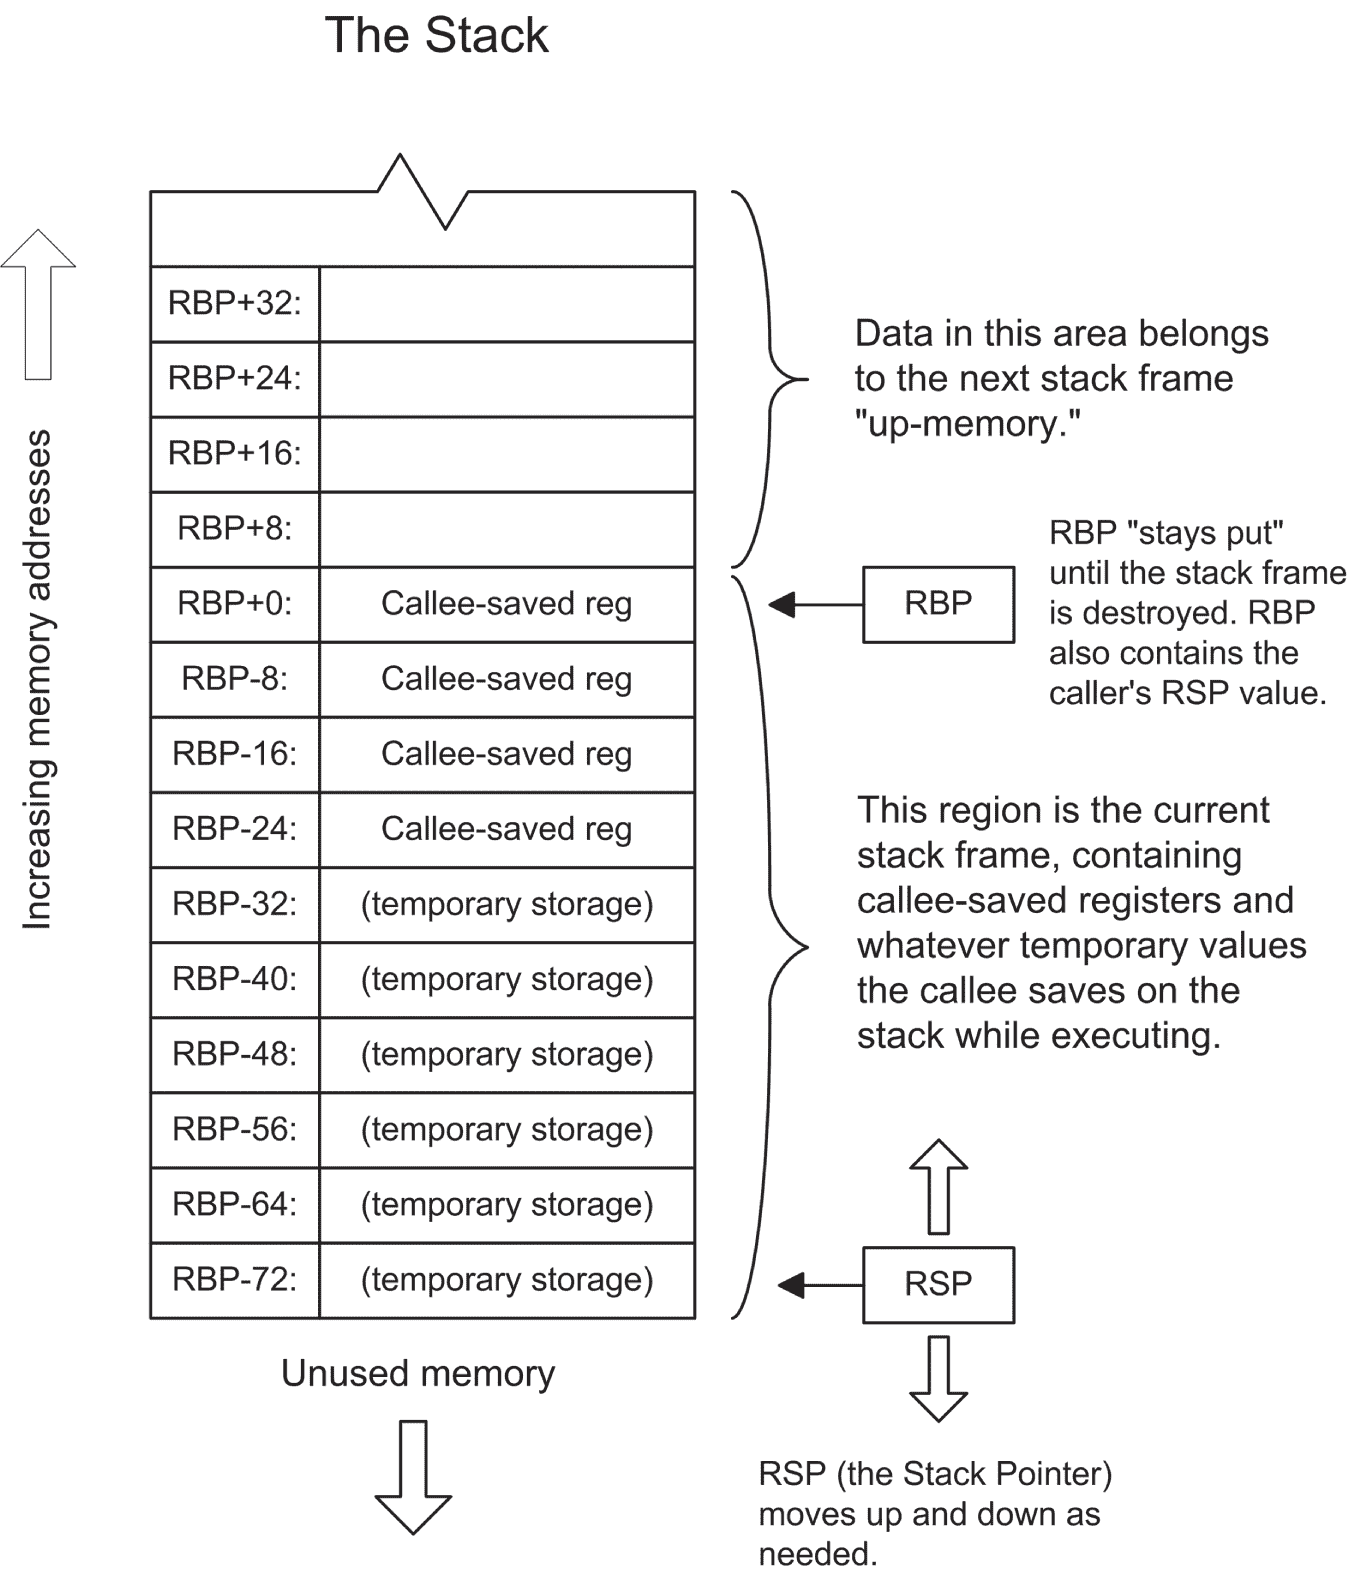 The Stack
Increasing memory addresses
RBP+32:
RBP+24:
RBP+16:
RBP+8:
RBP+0: Callee-saved reg
RBP-8: Callee-saved reg
RBP-16: Callee-saved reg
RBP-24: Callee-saved reg
RBP-32: (temporary storage)
RBP-40: (temporary storage)
RBP-48: (temporary storage)
RBP-56: (temporary storage)
RBP-64: (temporary storage)
RBP-72: (temporary storage)
Unused memory
Data in this area belongs
to the next stack frame
"up-memory."
RBP
RBP "stays put"
until the stack frame
is destroyed. RBP
also contains the
caller's RSP value.
This region is the current
stack frame, containing
callee-saved registers and
whatever temporary values
the callee saves on the
stack while executing.
RSP
RSP (the Stack Pointer)
moves up and down as
needed.